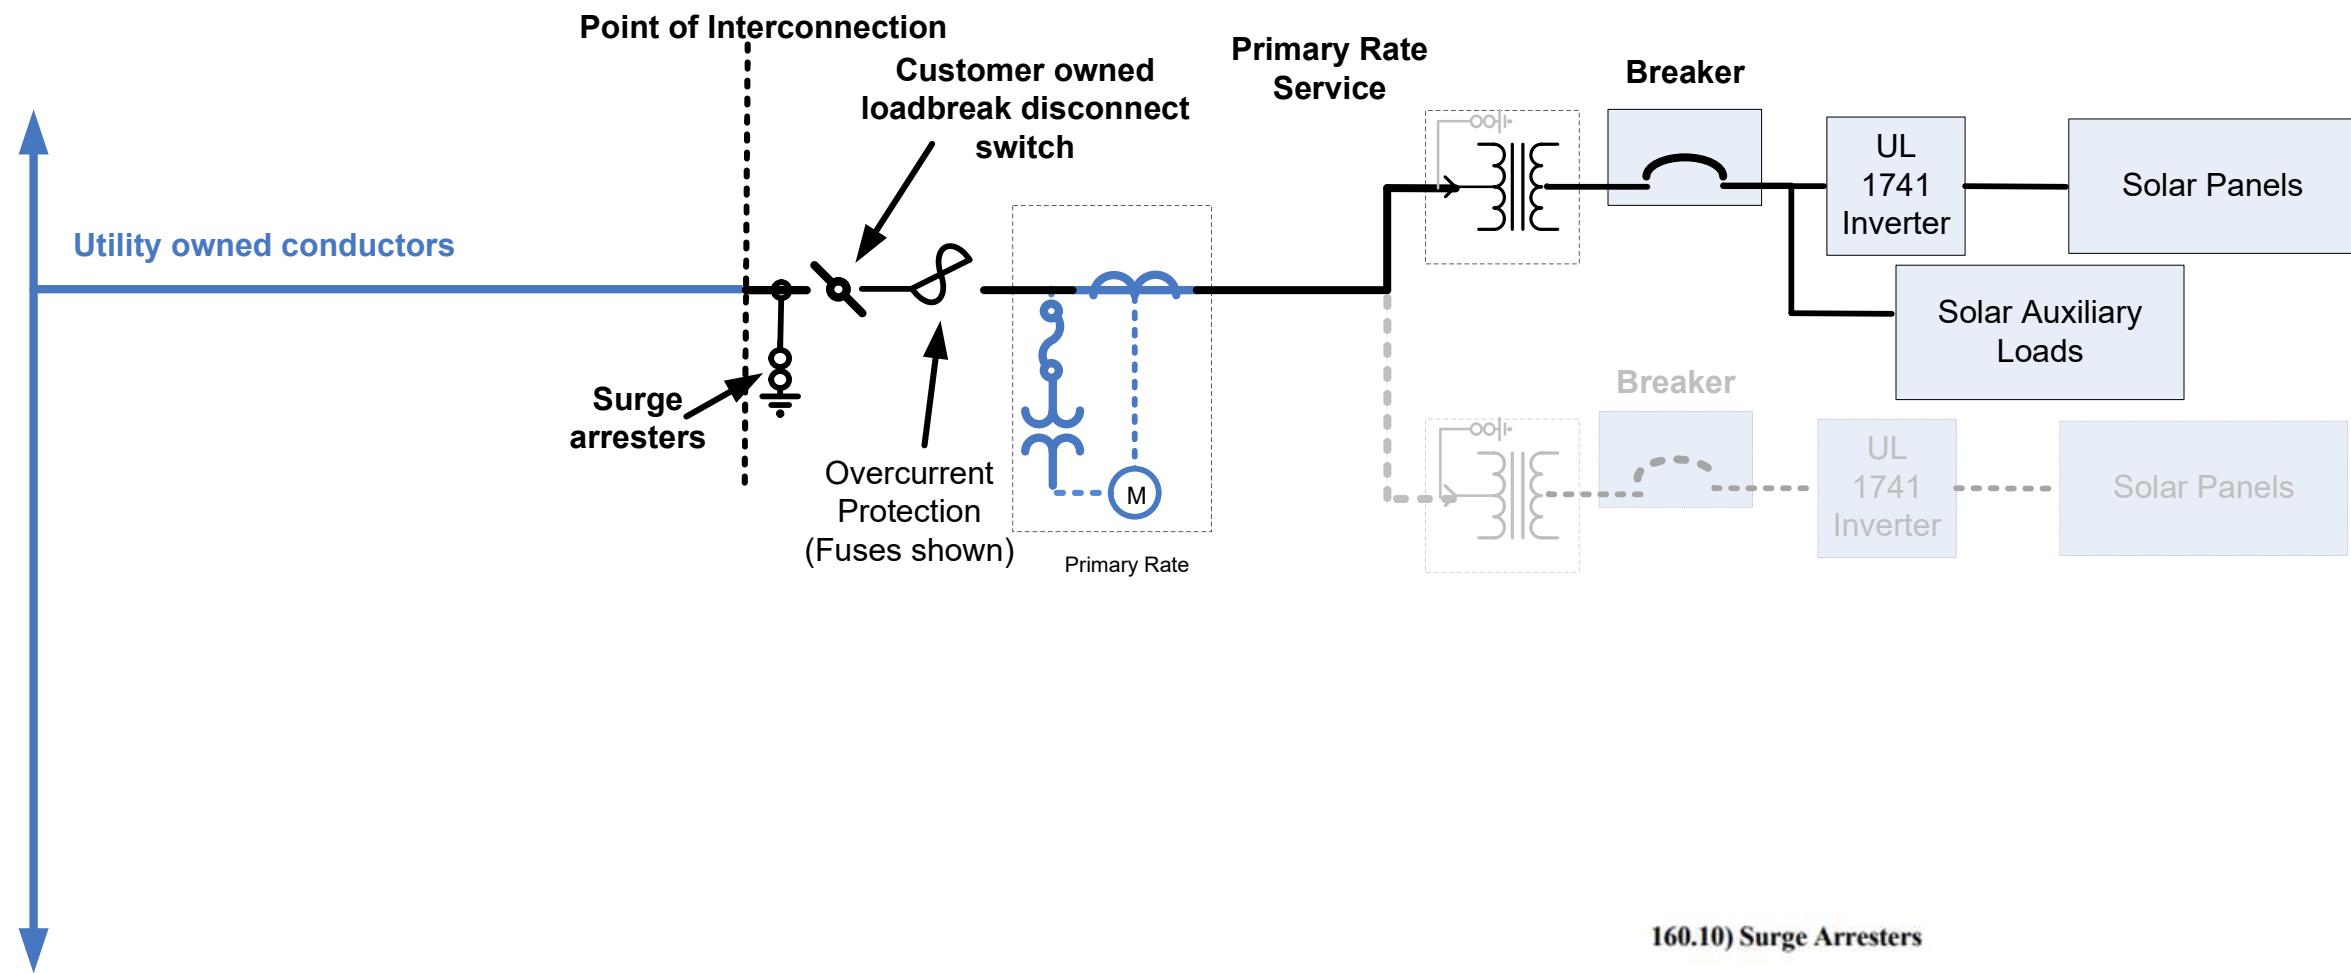 Point of Interconnection
Customer owned
loadbreak disconnect
switch
Primary Rate
Service
Breaker
UL
1741
Inverter
Solar Panels
Utility owned conductors
Solar Auxiliary
Loads
Surge
arresters
Breaker
Overcurrent
Protection
(Fuses shown)
M
Primary Rate
UL
1741
Inverter
Solar Panels
160.10) Surge Arresters